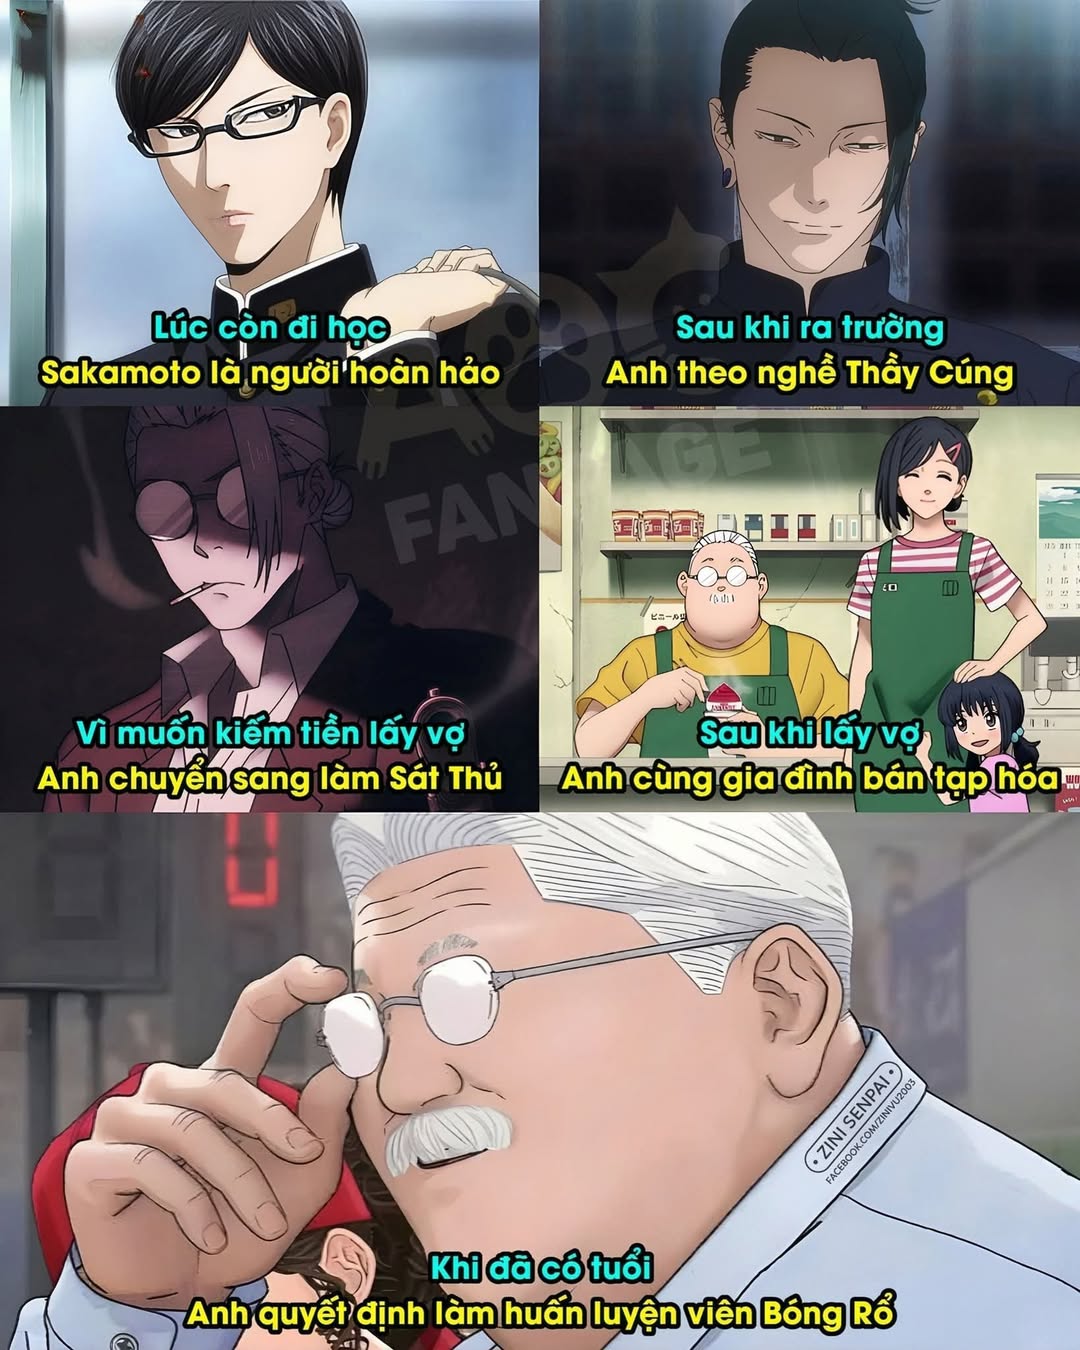 Lúc còn đi học
Sakamoto là người hoàn hảo
Sau khi ra trường
Anh theo nghề Thầy Cúng
FANPAGE
Vì muốn kiếm tiền lấy vợ
Anh chuyển sang làm Sát Thủ
Sau khi lấy vợ
Anh cùng gia đình bán tạp hóa
• ZINI SENPAI •
FACEBOOK.COM/ZINIVU2003
Khi đã có tuổi
Anh quyết định làm huấn luyện viên Bóng Rổ